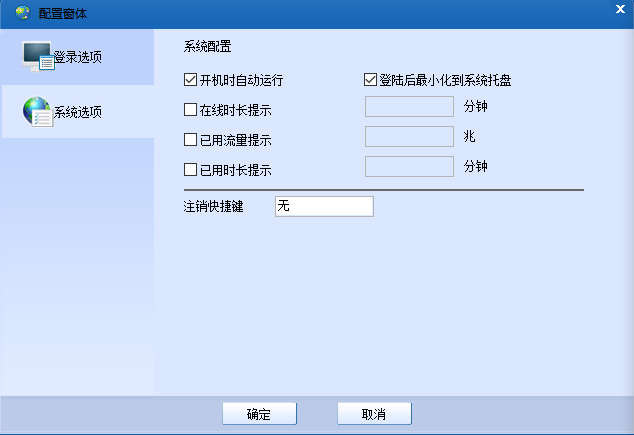 配置窗体
登录选项
系统选项
系统配置
开机时自动运行 登陆后最小化到系统托盘
在线时长提示 分钟
已用流量提示 兆
已用时长提示 分钟
注销快捷键 无
确定 取消